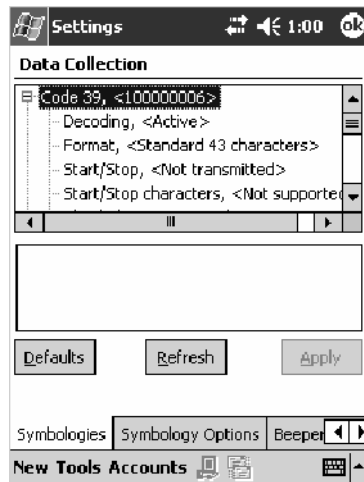 Settings 1:00 ok
Data Collection
Code 39, <100000006>
Decoding, <Active>
Format, <Standard 43 characters>
Start/Stop, <Not transmitted>
Start/Stop characters, <Not supported
Defaults Refresh Apply
Symbologies Symbology Options Beeper
New Tools Accounts